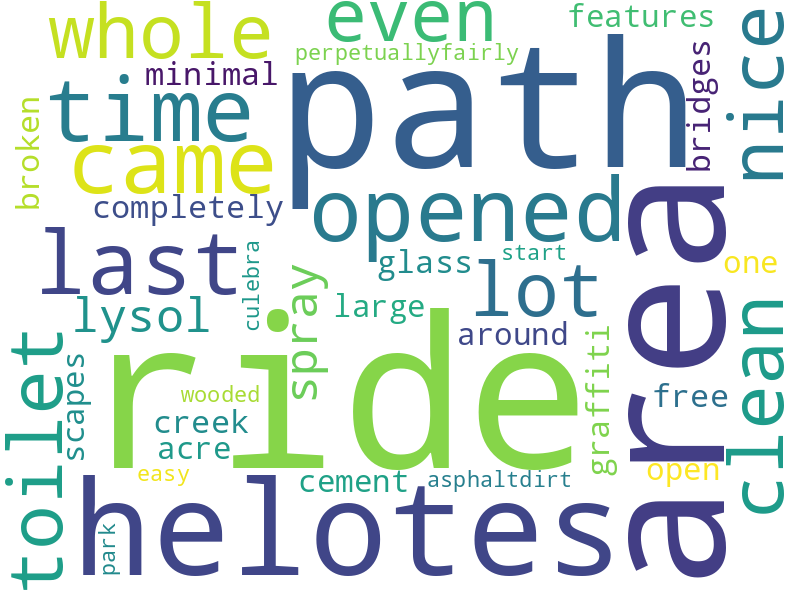 whole
even
features
perpetuallyfairly
minimal
time
path
bridges
nice
broken
came
completely
opened
last
culebra
glass
start
one
lot
lysol
spray
large
around
area
clean
toilet
scapes
ride
wooded
creek
acre
graffiti
free
easy
cement
asphaltdirt
open
park
helotes